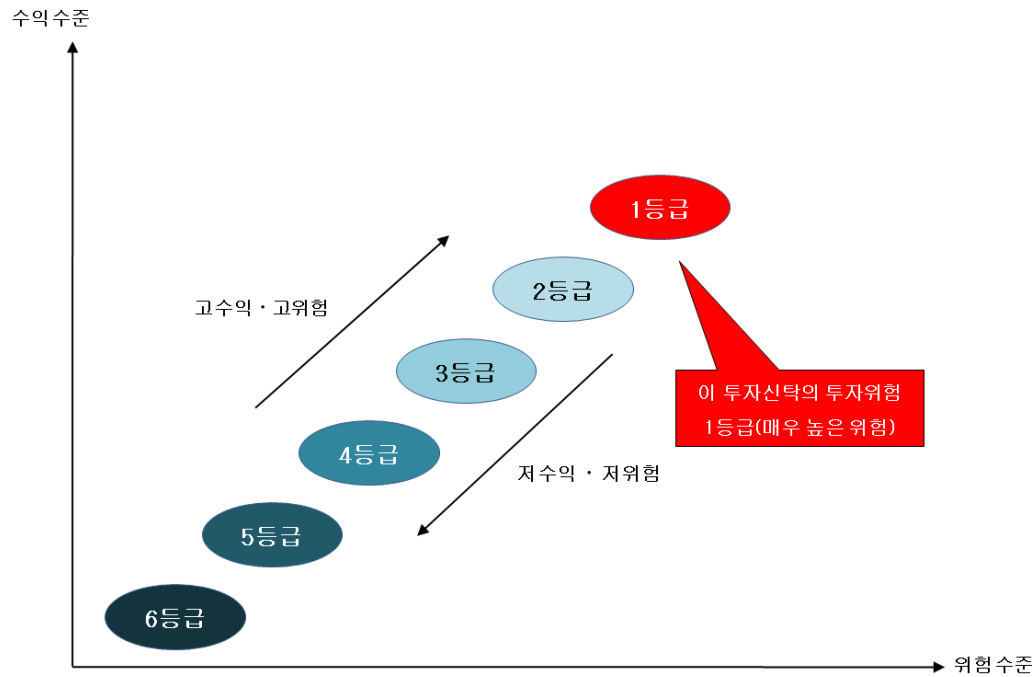 수익수준
1등급
2등급
고수익 · 고위험
3등급
이 투자신탁의 투자위험
1등급(매우 높은 위험)
4등급
저수익 · 저위험
5등급
6등급
위험수준